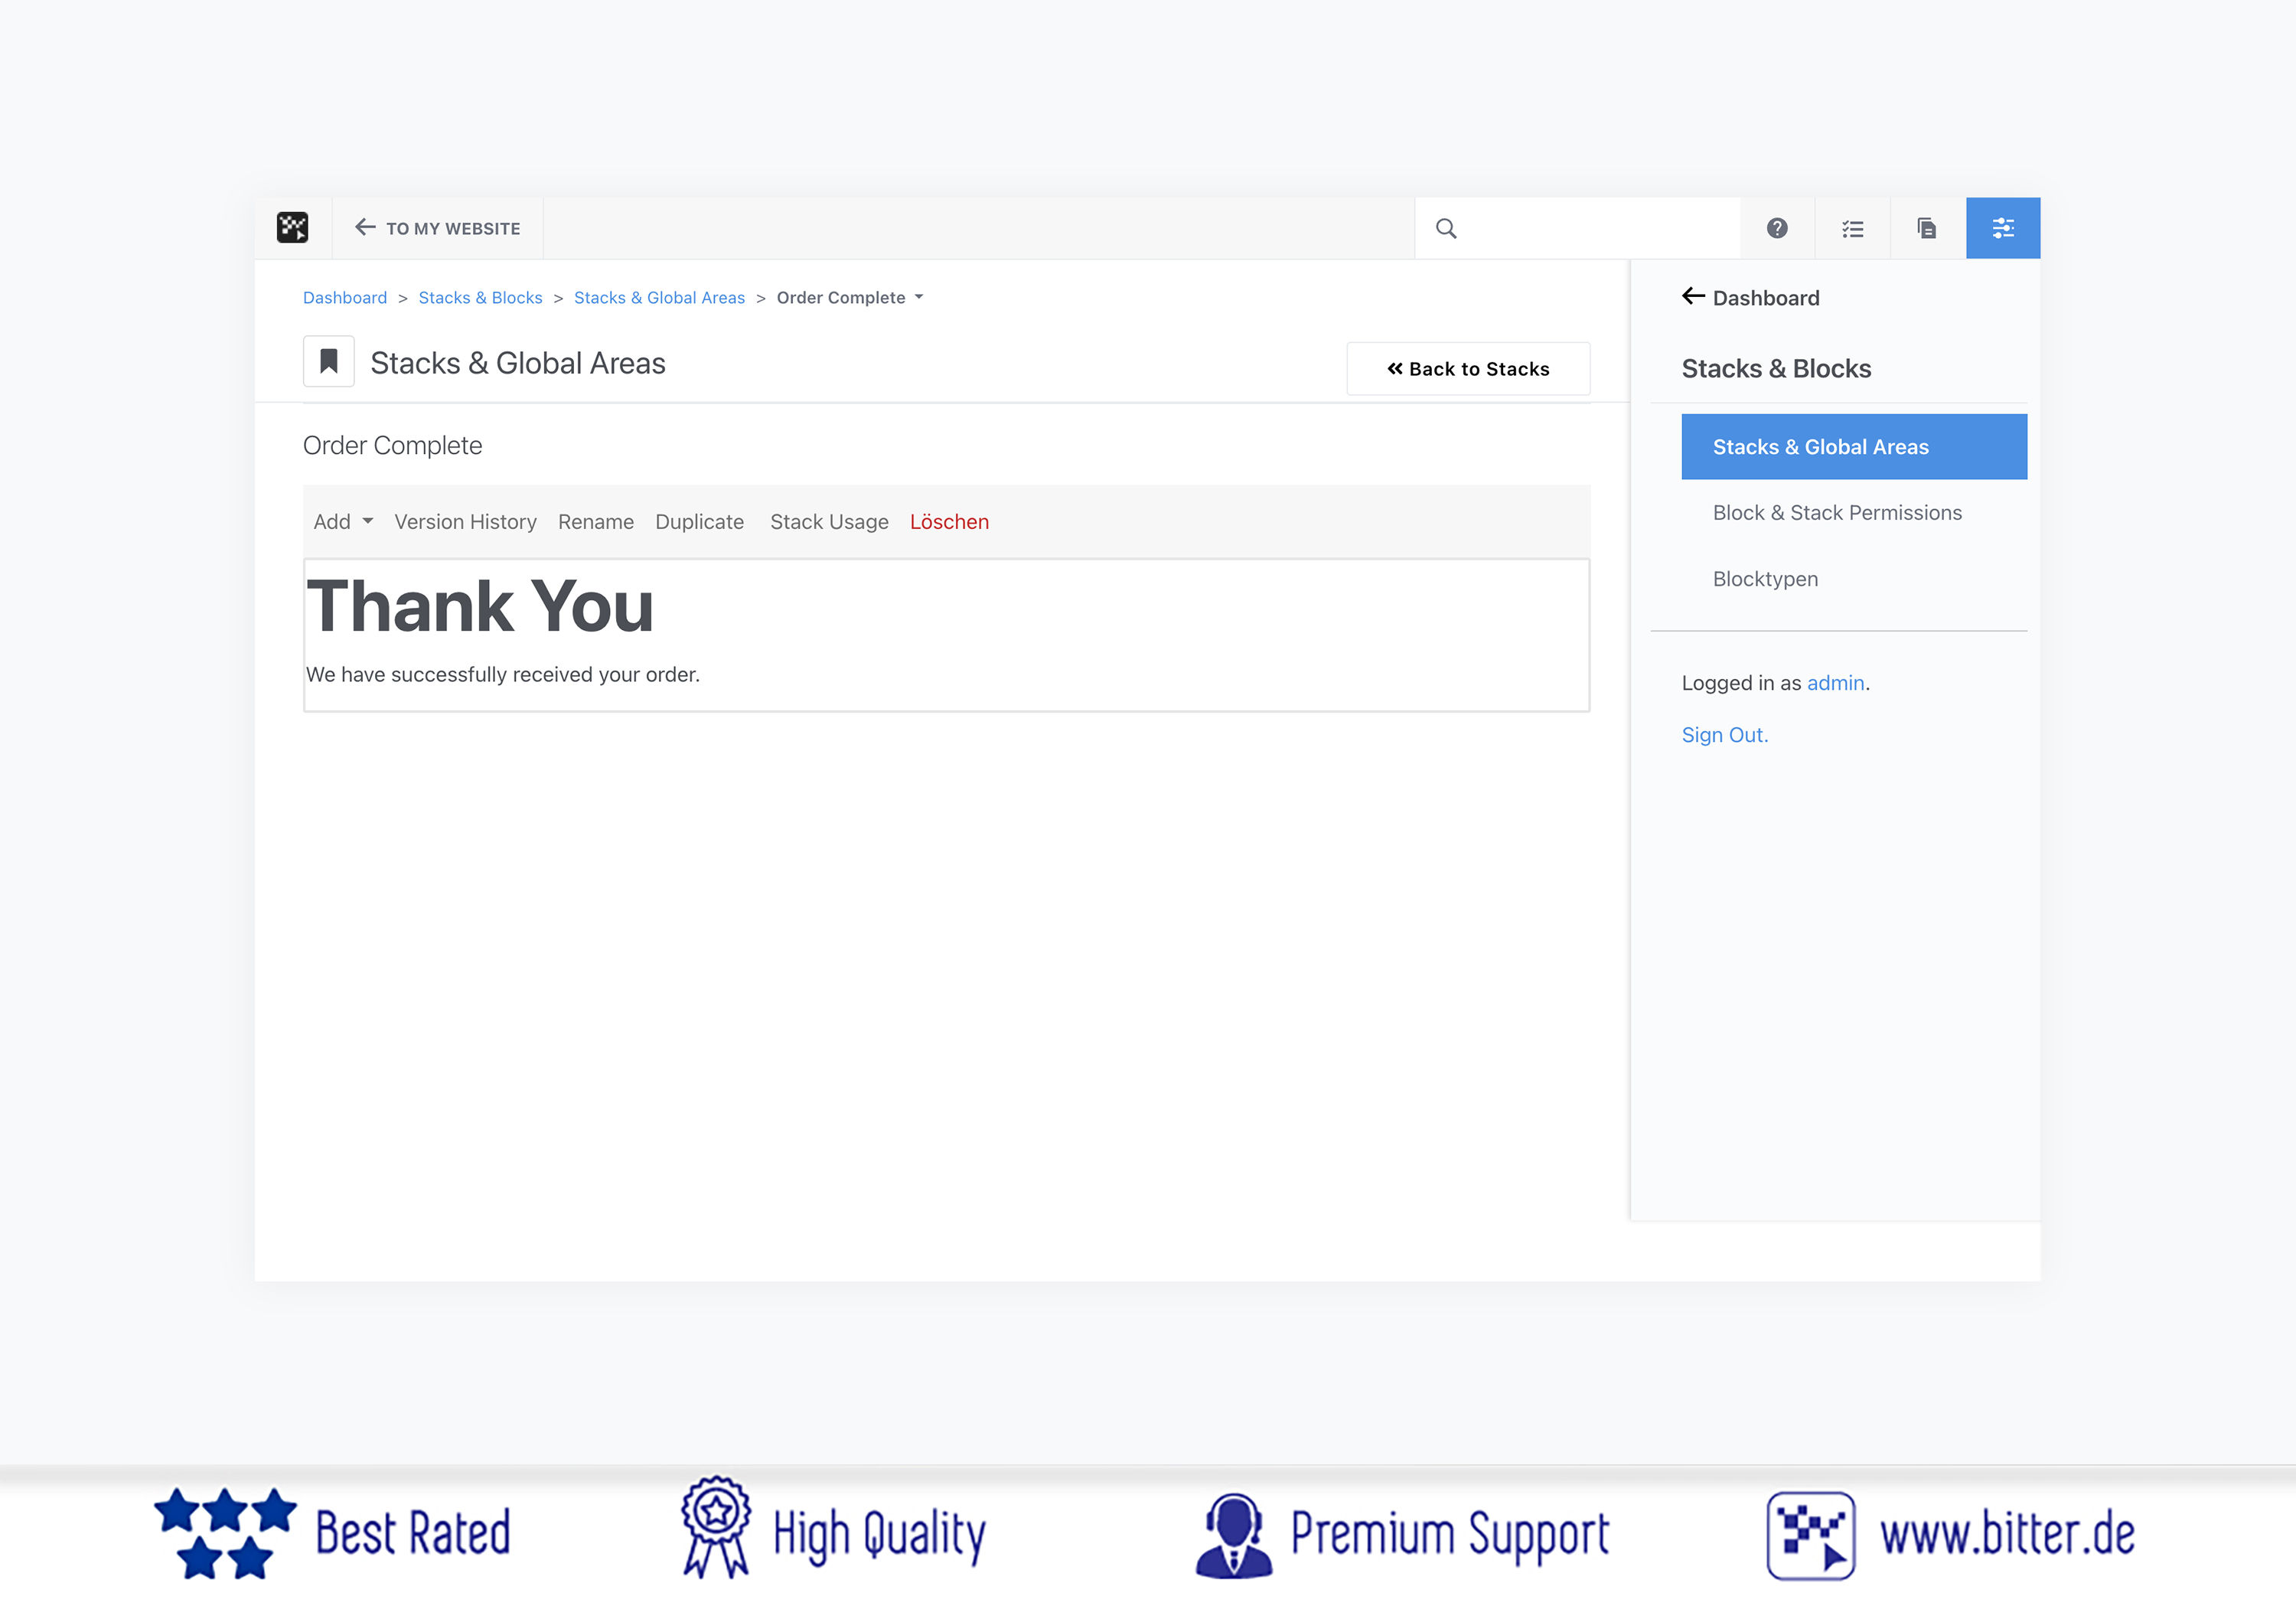 TO MY WEBSITE
Dashboard > Stacks & Blocks > Stacks & Global Areas > Order Complete
Stacks & Global Areas
« Back to Stacks
Order Complete
Add Version History Rename Duplicate Stack Usage Löschen
Thank You
We have successfully received your order.
Dashboard
Stacks & Blocks
Stacks & Global Areas
Block & Stack Permissions
Blocktypen
Logged in as admin.
Sign Out.
Best Rated
High Quality
Premium Support
www.bitter.de